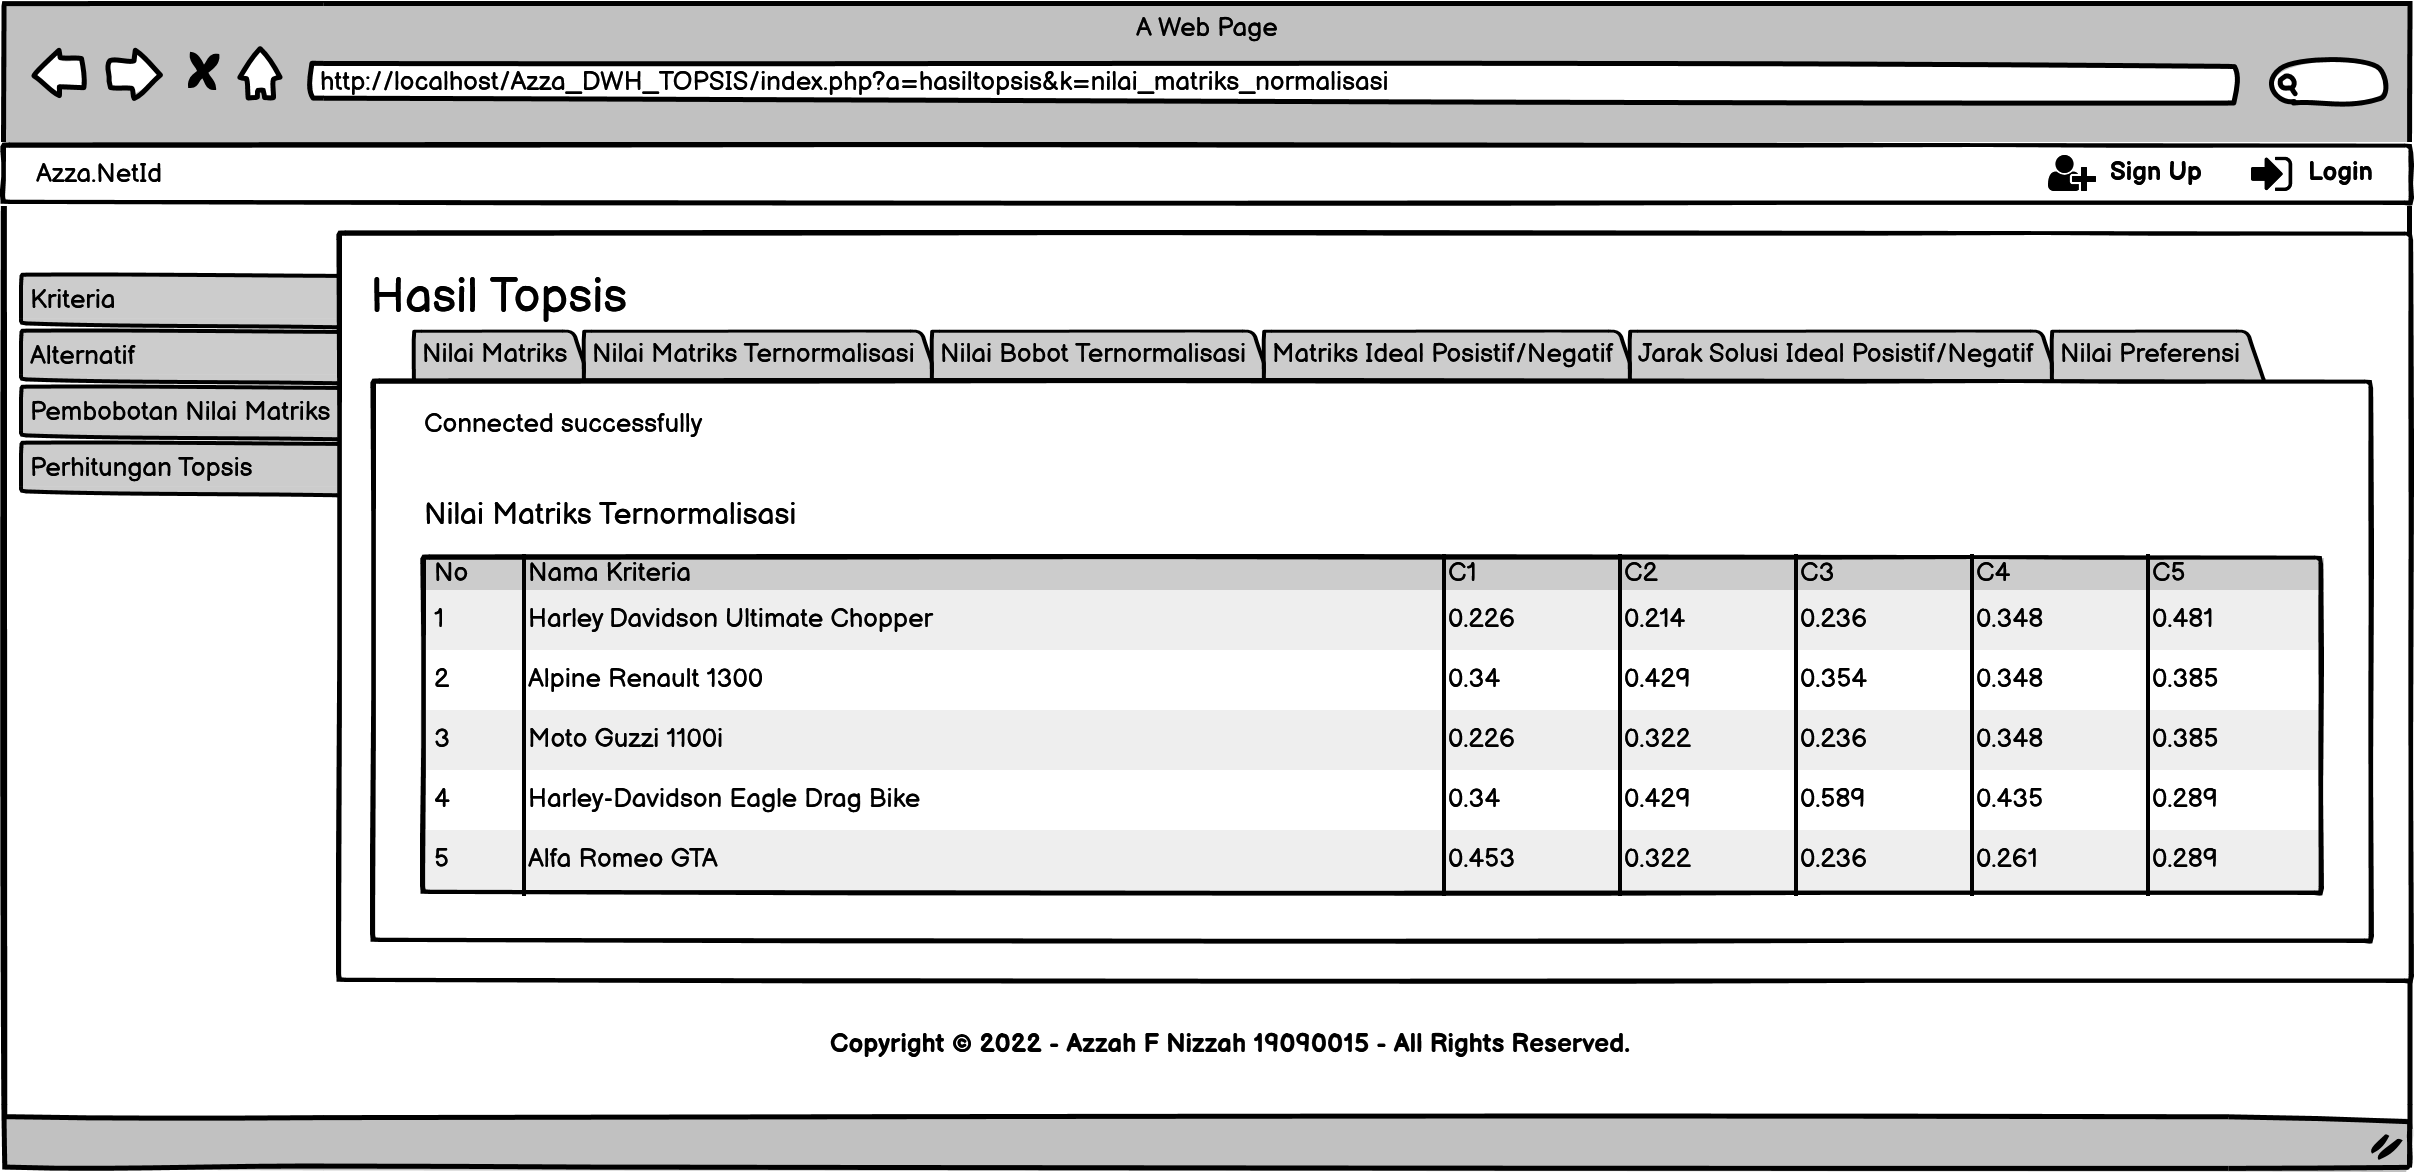 A Web Page
http://localhost/Azza_DWH_TOPSIS/index.php?a=hasiltopsis&k=nilai_matriks_normalisasi
Azza.NetId Sign Up Login
Kriteria
Alternatif
Pembobotan Nilai Matriks
Perhitungan Topsis
Hasil Topsis
Nilai Matriks Nilai Matriks Ternormalisasi Nilai Bobot Ternormalisasi Matriks Ideal Posistif/Negatif Jarak Solusi Ideal Posistif/Negatif Nilai Preferensi
Connected successfully
Nilai Matriks Ternormalisasi
No Nama Kriteria C1 C2 C3 C4 C5
1 Harley Davidson Ultimate Chopper 0.226 0.214 0.236 0.348 0.481
2 Alpine Renault 1300 0.34 0.429 0.354 0.348 0.385
3 Moto Guzzi 1100i 0.226 0.322 0.236 0.348 0.385
4 Harley-Davidson Eagle Drag Bike 0.34 0.429 0.589 0.435 0.289
5 Alfa Romeo GTA 0.453 0.322 0.236 0.261 0.289
Copyright © 2022 - Azzah F Nizzah 19090015 - All Rights Reserved.